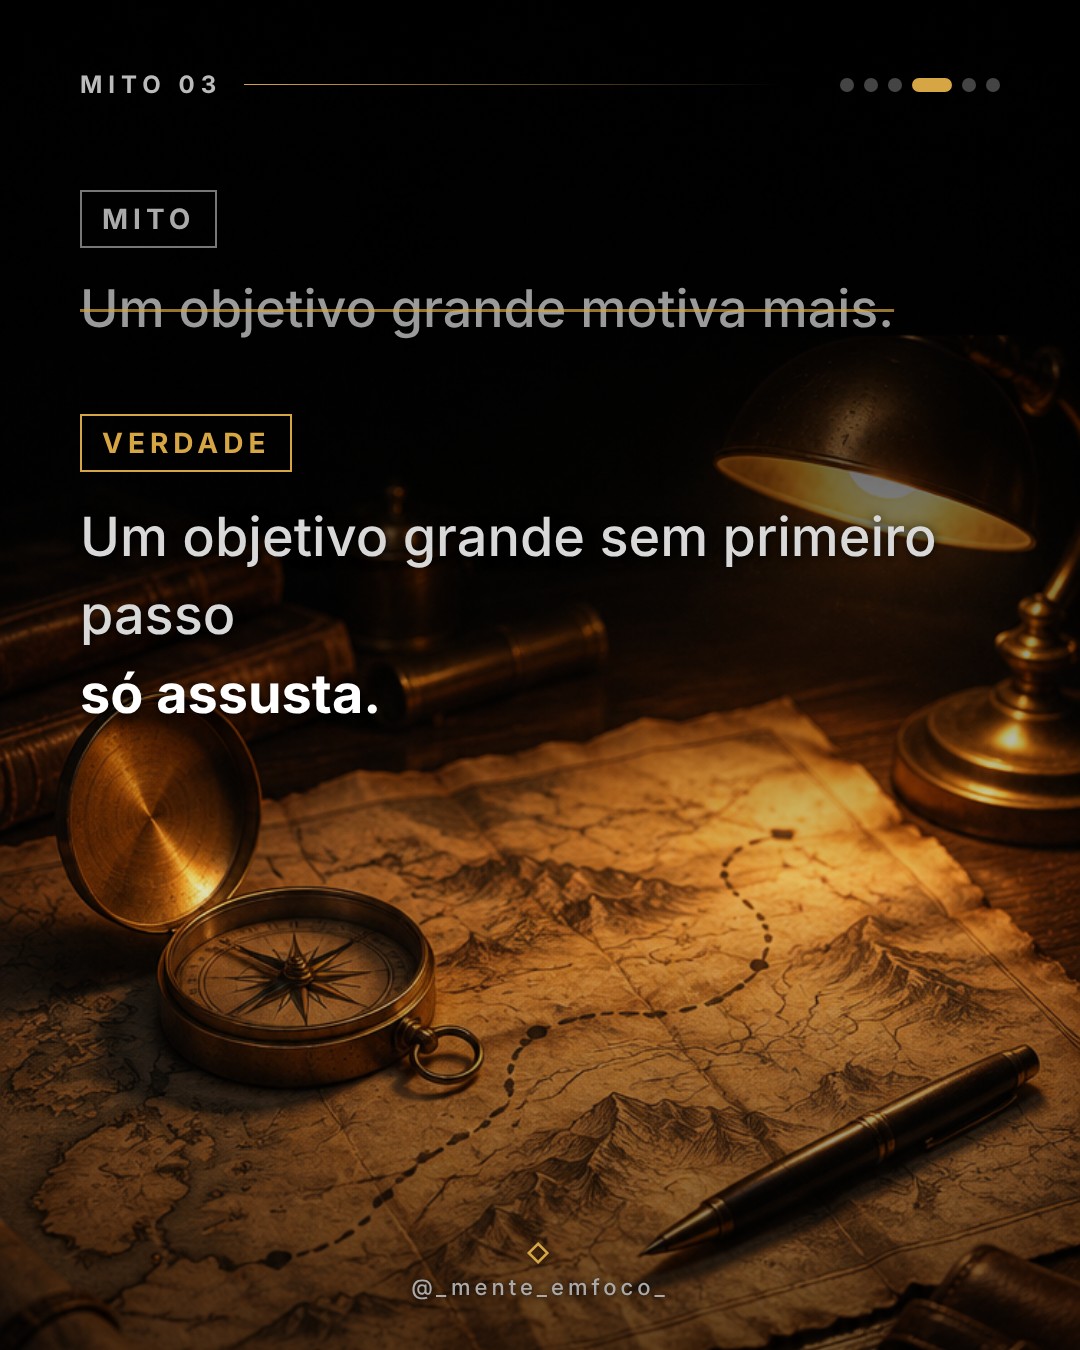 MITO 03
MITO
Um objetivo grande motiva mais.
VERDADE
Um objetivo grande sem primeiro
passo
só assusta.
@_mente_emfoco_